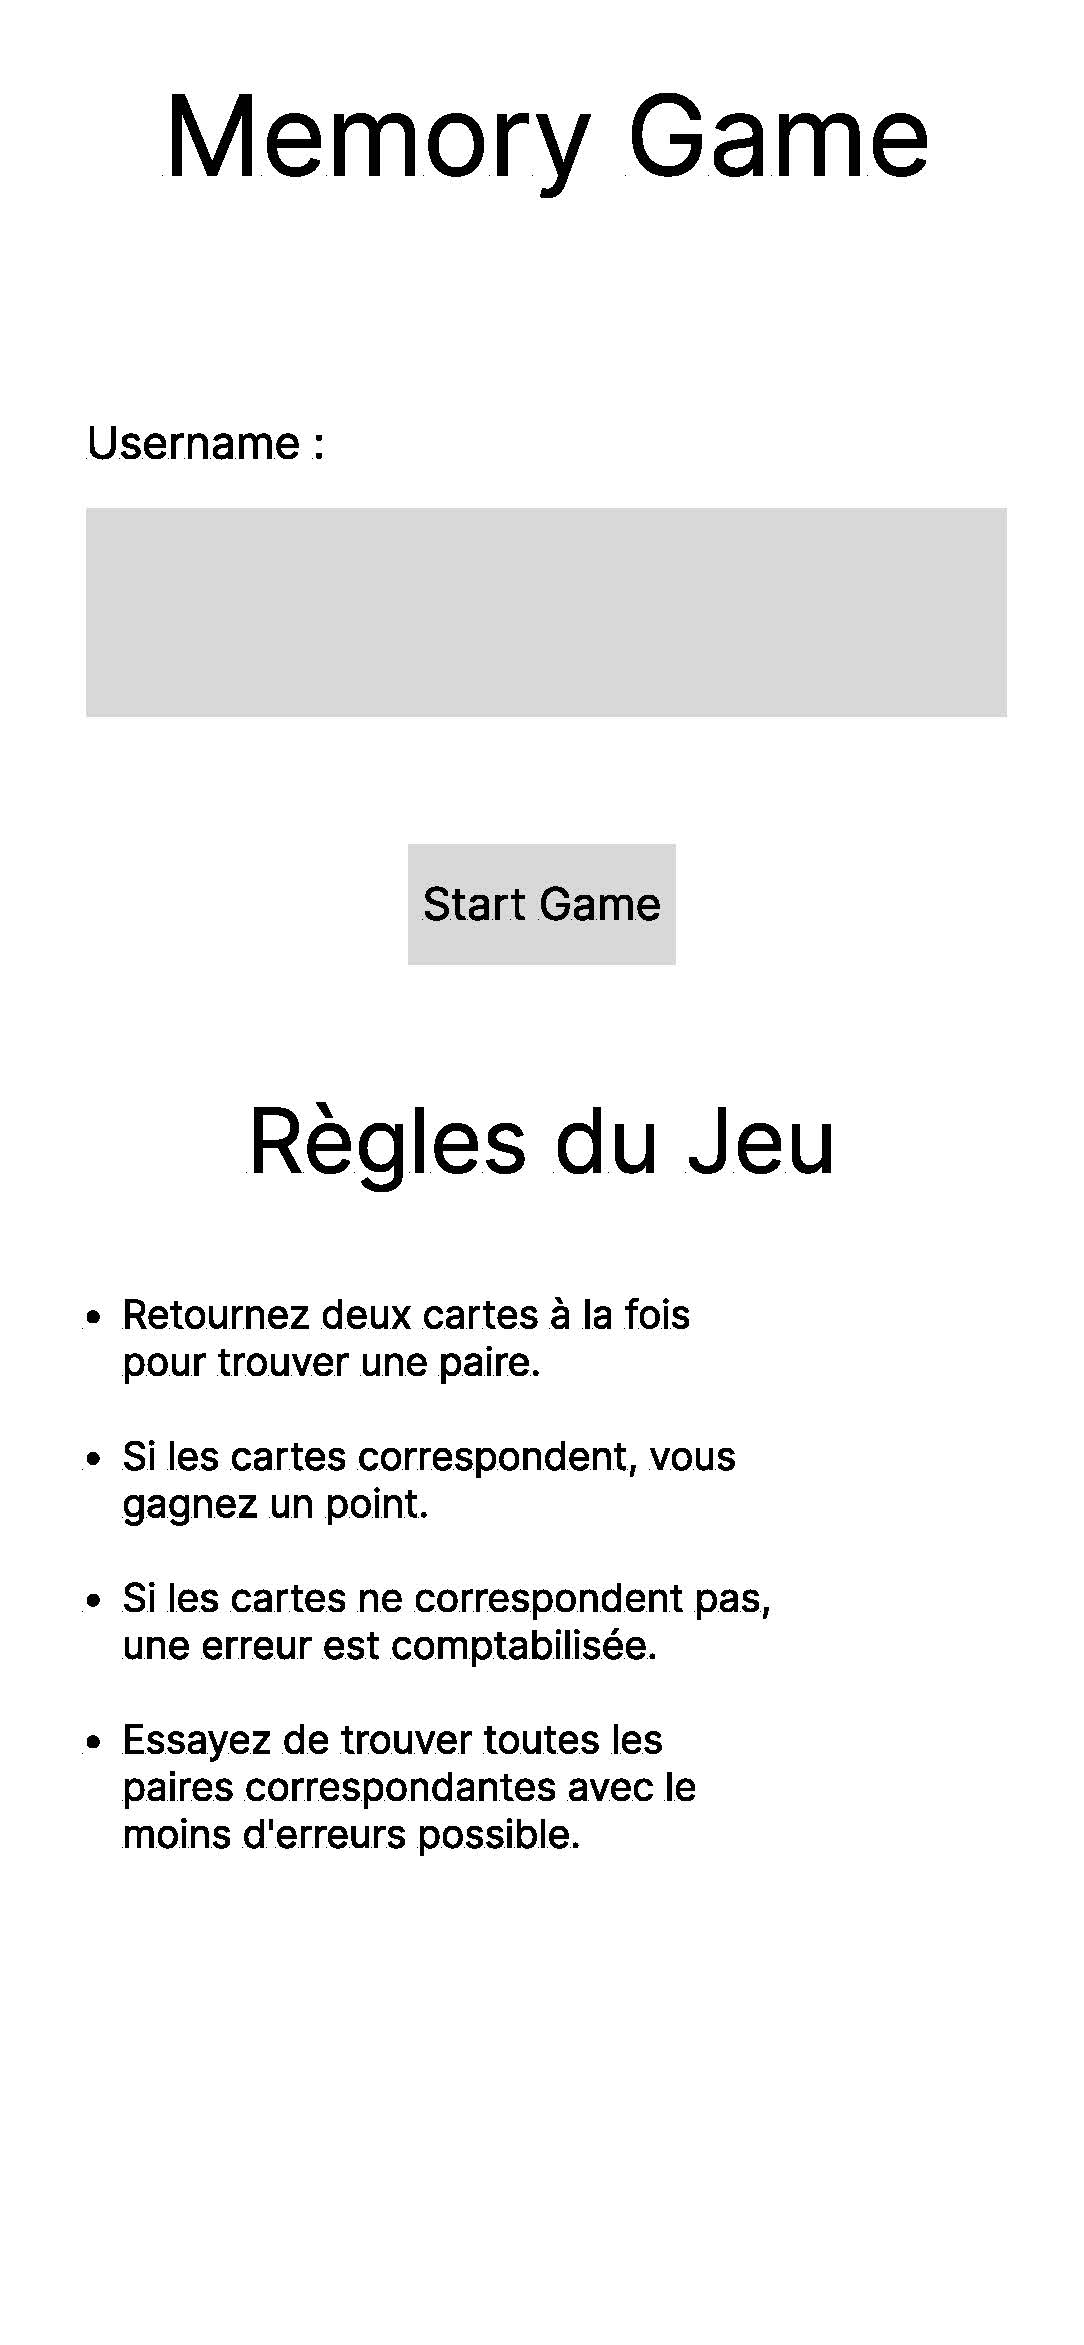 Memory Game
Username :
Start Game
Règles du Jeu
• Retournez deux cartes à la fois
pour trouver une paire.
• Si les cartes correspondent, vous
gagnez un point.
• Si les cartes ne correspondent pas,
une erreur est comptabilisée.
• Essayez de trouver toutes les
paires correspondantes avec le
moins d'erreurs possible.